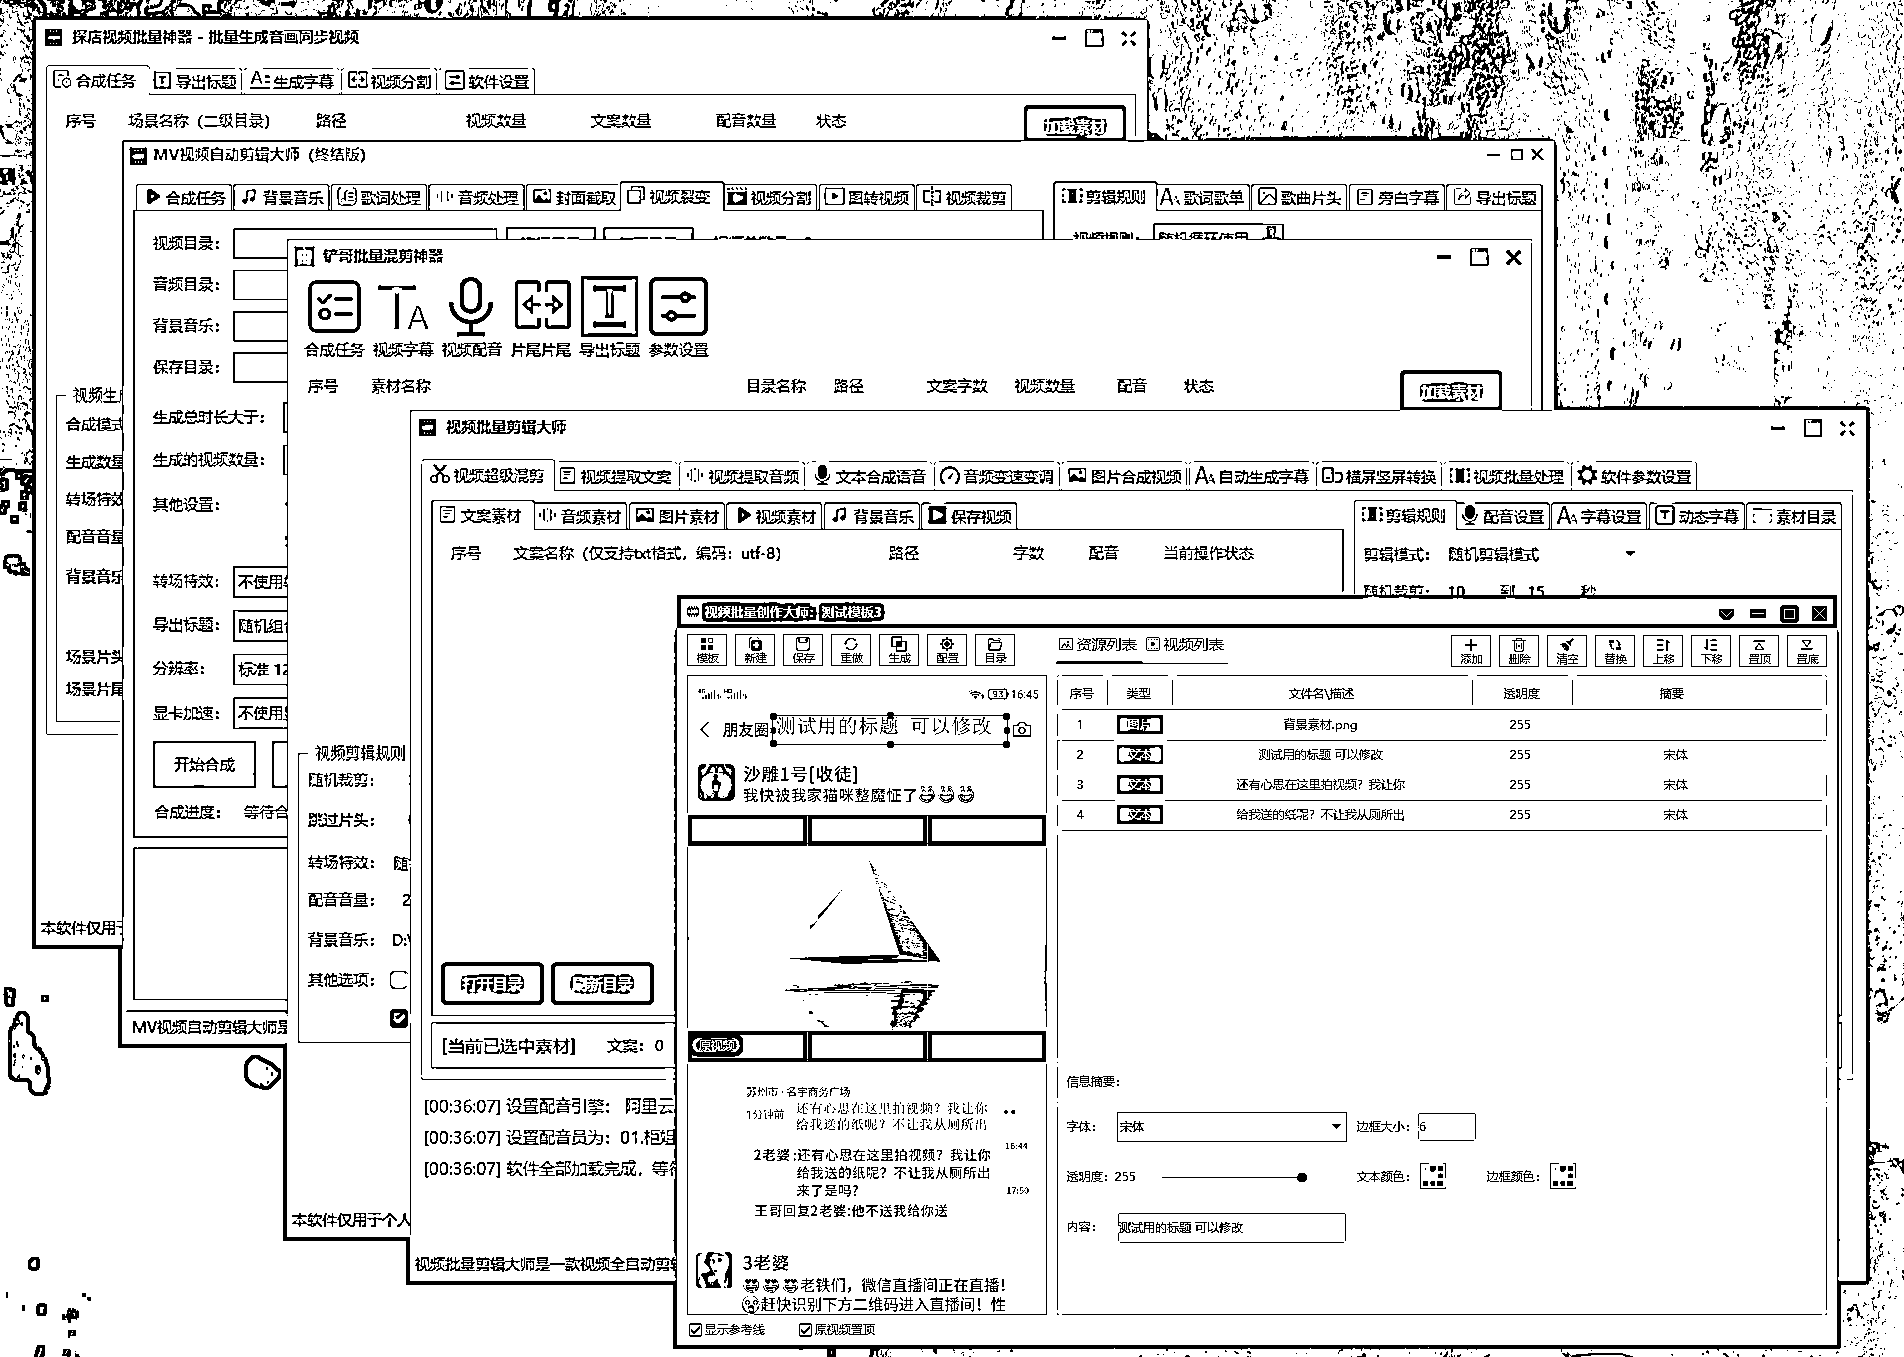 探店视频批量神器 - 批量生成音画同步视频
合成任务 导出标题 生成字幕 视频分割 软件设置
序号 场景名称（二级目录） 路径 视频数量 文案数量 配音数量 状态
加载素材
视频生
合成模式
生成数量
转场特效
配音音量
背景音乐
场景片头
场景片尾
本软件仅用于
MV视频自动剪辑大师（终结版）
合成任务 背景音乐 歌词处理 音频处理 封面截取 视频裂变 视频分割 图转视频 视频裁剪
剪辑规则 歌词歌单 歌曲片头 旁白字幕 导出标题
视频目录：
视频规则： 随机循环使用
音频目录：
背景音乐：
保存目录：
生成总时长大于：
生成的视频数量：
其他设置：
转场特效： 不使用
导出标题： 随机组
分辨率： 标准 12
显卡加速： 不使用
开始合成
合成进度： 等待合
MV视频自动剪辑大师是
铲哥批量混剪神器
合成任务 视频字幕 视频配音 片尾片尾 导出标题 参数设置
序号 素材名称 目录名称 路径 文案字数 视频数量 配音 状态
加载素材
视频剪辑规则
随机裁剪：
跳过片头：
转场特效： 随
配音音量： 2
背景音乐： D:\
其他选项：
本软件仅用于个人
视频批量剪辑大师
视频超级混剪 视频提取文案 视频提取音频 文本合成语音 音频变速变调 图片合成视频 自动生成字幕 横屏竖屏转换 视频批量处理 软件参数设置
文案素材 音频素材 图片素材 视频素材 背景音乐 保存视频
剪辑规则 配音设置 字幕设置 动态字幕 素材目录
序号 文案名称（仅支持txt格式，编码：utf-8） 路径 字数 配音 当前操作状态
剪辑模式： 随机剪辑模式
随机裁剪： 10 到 15 秒
打开目录 刷新目录
[当前已选中素材] 文案：0
[00:36:07] 设置配音引擎： 阿里云
[00:36:07] 设置配音员为：01.
[00:36:07] 软件全部加载完成，等待
视频批量剪辑大师是一款视频全自动剪辑
视频批量创作大师：测试模板3
模板 新建 保存 重做 生成 配置 目录
资源列表 视频列表
添加 删除 清空 替换 上移 下移 置顶 置底
序号 类型 文件名\描述 透明度 摘要
1 图片 背景素材.png 255
2 文本 测试用的标题 可以修改 255 宋体
3 文本 还有心思在这里拍视频？我让你 255 宋体
4 文本 给我送的纸呢？不让我从厕所出 255 宋体
93 16:45
朋友圈 测试用的标题 可以修改
沙雕1号[收徒]
我快被我家猫咪整魔怔了
原视频
苏州市·名宇商务广场
1分钟前
还有心思在这里拍视频？我让你
给我送的纸呢？不让我从厕所出
16:44
2老婆:还有心思在这里拍视频？我让你
给我送的纸呢？不让我从厕所出
来了是吗？
17:50
王哥回复2老婆:他不送我给你送
3老婆
老铁们，微信直播间正在直播！
赶快识别下方二维码进入直播间！性
显示参考线 原视频置顶
信息摘要：
字体： 宋体 边框大小： 6
透明度： 255 文本颜色： 边框颜色：
内容： 测试用的标题 可以修改